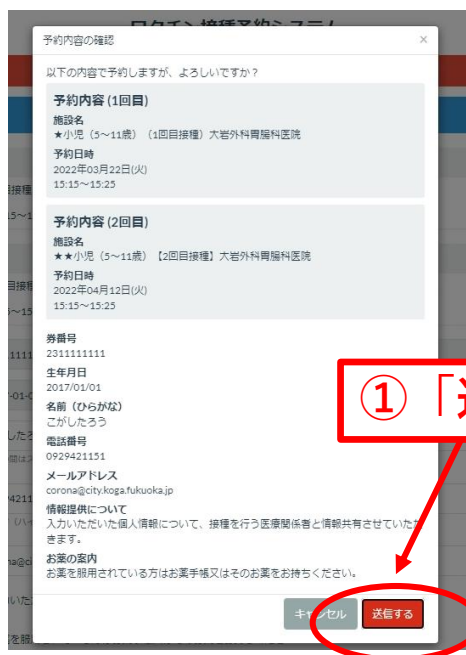 ワクチン接種予約システム
予約内容の確認
×
以下の内容で予約しますが、よろしいですか？
予約内容 (1回目)
施設名
★小児（5～11歳）（1回目接種）大岩外科胃腸科医院
予約日時
2022年03月22日(火)
15:15～15:25
予約内容 (2回目)
施設名
★★小児（5～11歳）【2回目接種】大岩外科胃腸科医院
予約日時
2022年04月12日(火)
15:15～15:25
券番号
2311111111
生年月日
2017/01/01
名前（ひらがな）
こがしたろう
電話番号
0929421151
メールアドレス
corona@city.koga.fukuoka.jp
情報提供について
入力いただいた個人情報について、接種を行う医療関係者と情報共有させていただ
きます。
お薬の案内
お薬を服用されている方はお薬手帳又はそのお薬をお持ちください。
キャンセル
送信する
①「送